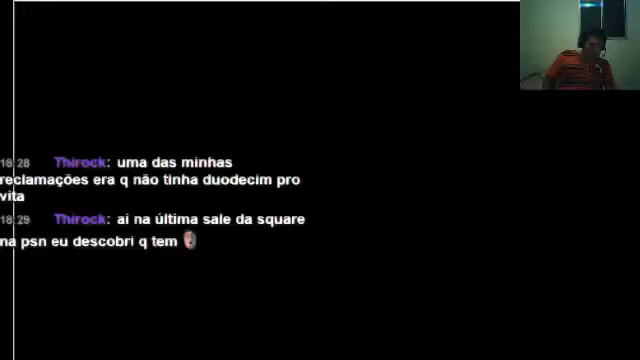 18:28 Thirock: uma das minhas
reclamações era q não tinha duodecim pro
vita
18:29 Thirock: ai na última sale da square
na psn eu descobri q tem